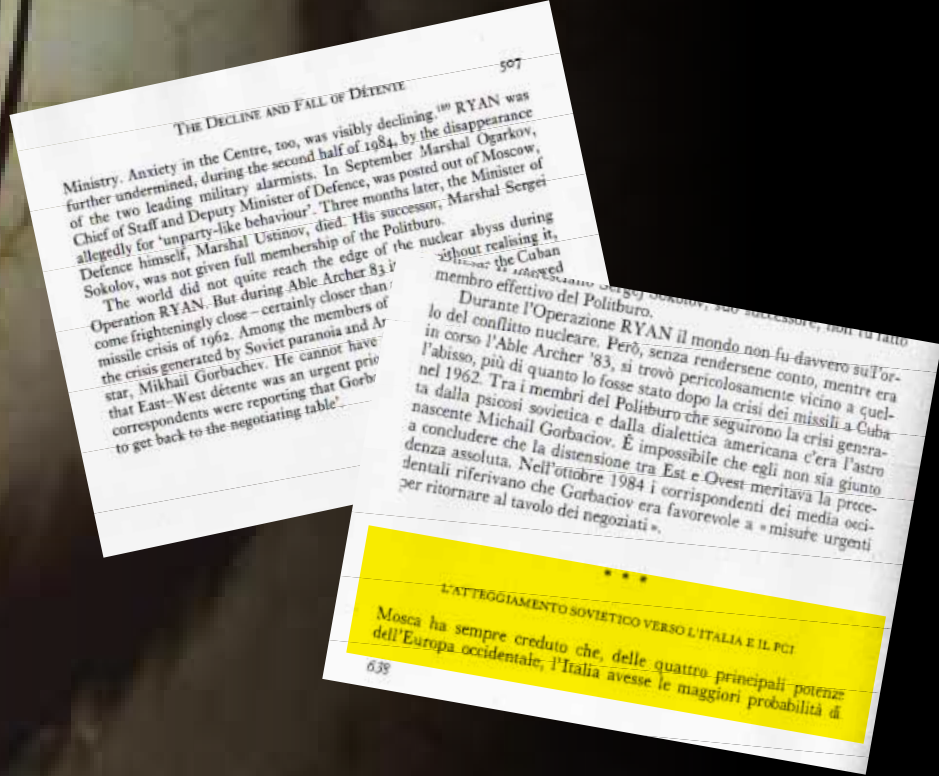 507
THE DECLINE AND FALL OF DÉTENTE
Ministry. Anxiety in the Centre, too, was visibly declining.¹⁸⁹ RYAN was
further undermined, during the second half of 1984, by the disappearance
of the two leading military alarmists. In September Marshal Ogarkov,
Chief of Staff and Deputy Minister of Defence, was posted out of Moscow,
allegedly for 'unparty-like behaviour'. Three months later, the Minister of
Defence himself, Marshal Ustinov, died. His successor, Marshal Sergei
Sokolov, was not given full membership of the Politburo.
The world did not quite reach the edge of the nuclear abyss during
Operation RYAN. But during Able Archer 83 it without realising it,
come frighteningly close – certainly closer than the Cuban
missile crisis of 1962. Among the members of
the crisis generated by Soviet paranoia and
star, Mikhail Gorbachev. He cannot have
that East–West détente was an urgent
correspondents were reporting that
to get back to the negotiating table'.
Sergej Sokolov, suo successore, non fu fatto
membro effettivo del Politburo.
Durante l'Operazione RYAN il mondo non fu davvero sull'or-
lo del conflitto nucleare. Però, senza rendersene conto, mentre era
in corso l'Able Archer '83, si trovò pericolosamente vicino a quel-
l'abisso, più di quanto lo fosse stato dopo la crisi dei missili a Cuba
nel 1962. Tra i membri del Politburo che seguirono la crisi genera-
ta dalla psicosi sovietica e dalla dialettica americana c'era l'astro
nascente Michail Gorbaciov. È impossibile che egli non sia giunto
a concludere che la distensione tra Est e Ovest meritava la prece-
denza assoluta. Nell'ottobre 1984 i corrispondenti dei media occi-
dentali riferivano che Gorbaciov era favorevole a «misure urgenti
per ritornare al tavolo dei negoziati».
* * *
L'ATTEGGIAMENTO SOVIETICO VERSO L'ITALIA E IL PCI
Mosca ha sempre creduto che, delle quattro principali potenze
dell'Europa occidentale, l'Italia avesse le maggiori probabilità di
638